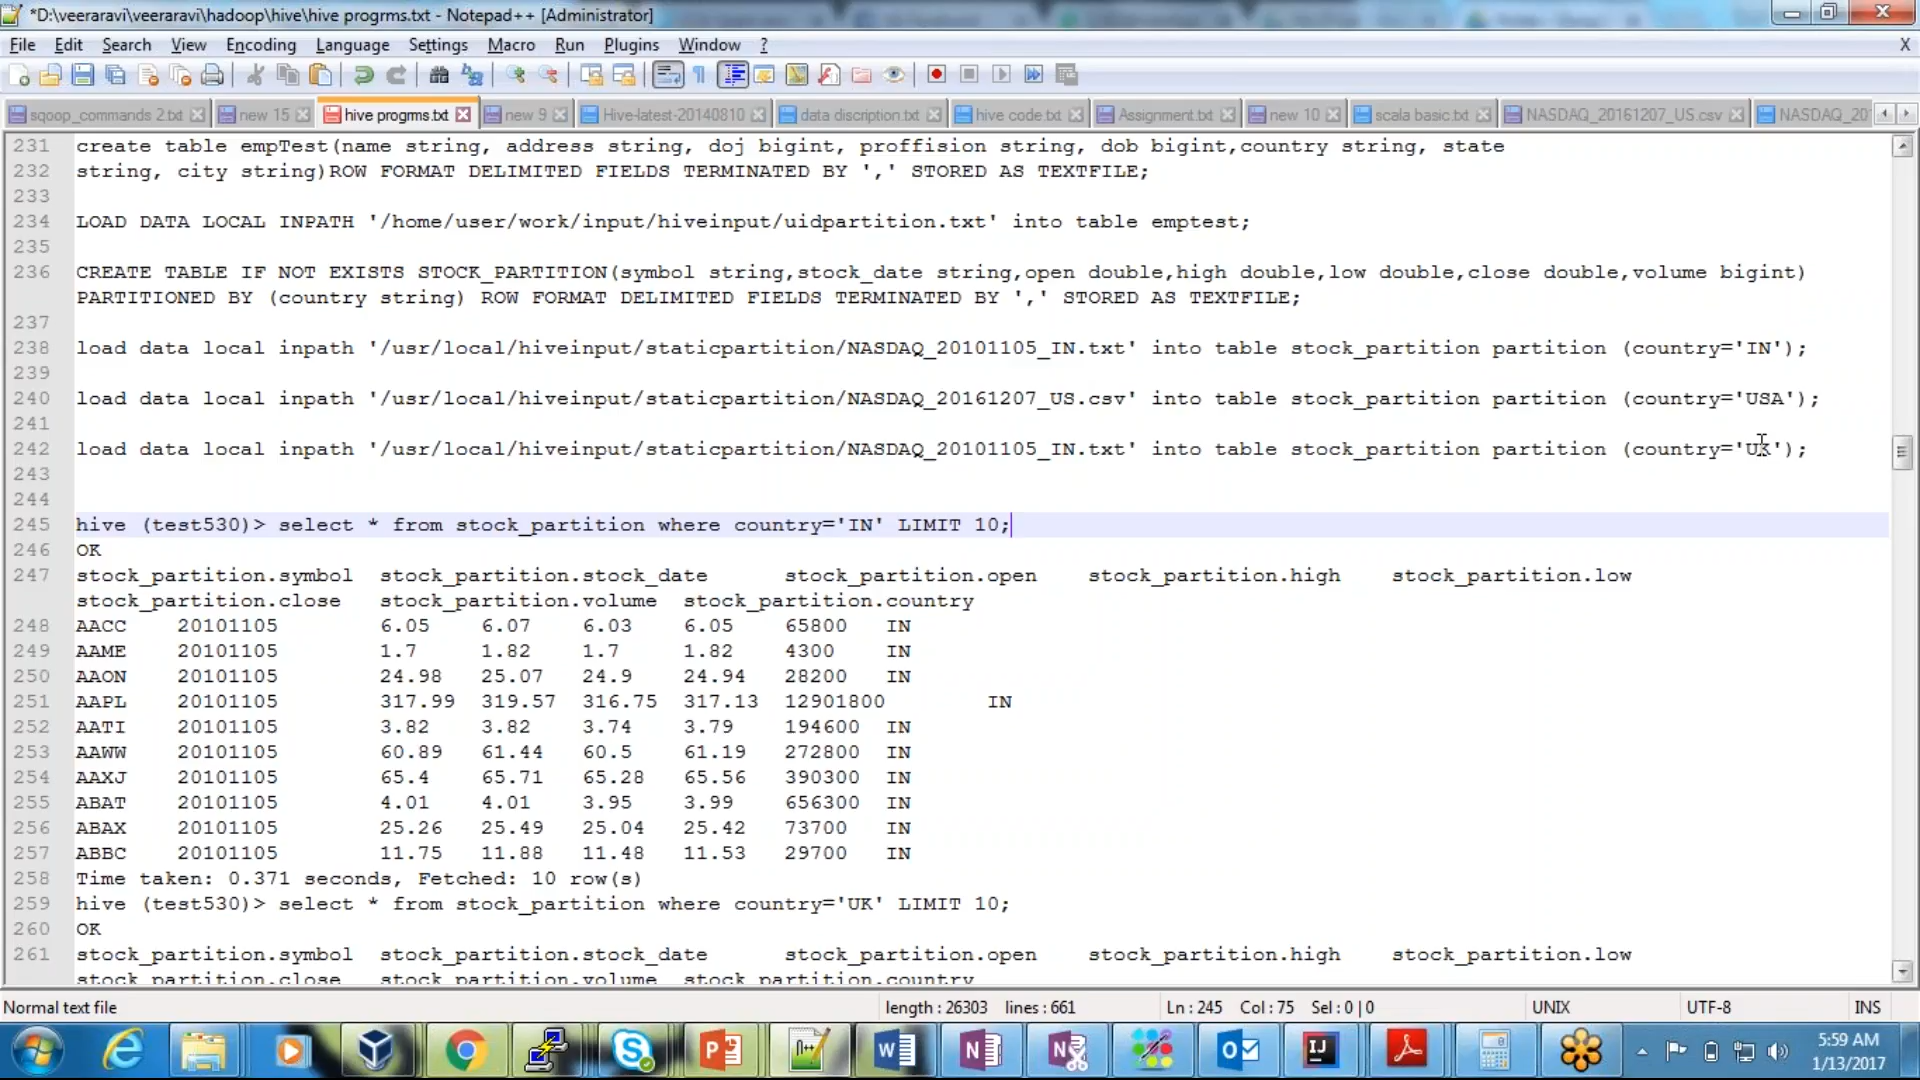 *D:\veeraravi\veeraravi\hadoop\hive\hive progrms.txt - Notepad++ [Administrator]
File Edit Search View Encoding Language Settings Macro Run Plugins Window ? X
sqoop_commands 2.txt new 15 hive progrms.txt new 9 Hive-latest-20140810 data discription.txt hive code.txt Assignment.txt new 10 scala basic.txt NASDAQ_20161207_US.csv NASDAQ_20
231 create table empTest(name string, address string, doj bigint, proffision string, dob bigint,country string, state
232 string, city string)ROW FORMAT DELIMITED FIELDS TERMINATED BY ',' STORED AS TEXTFILE;
233
234 LOAD DATA LOCAL INPATH '/home/user/work/input/hiveinput/uidpartition.txt' into table emptest;
235
236 CREATE TABLE IF NOT EXISTS STOCK_PARTITION(symbol string,stock_date string,open double,high double,low double,close double,volume bigint)
PARTITIONED BY (country string) ROW FORMAT DELIMITED FIELDS TERMINATED BY ',' STORED AS TEXTFILE;
237
238 load data local inpath '/usr/local/hiveinput/staticpartition/NASDAQ_20101105_IN.txt' into table stock_partition partition (country='IN');
239
240 load data local inpath '/usr/local/hiveinput/staticpartition/NASDAQ_20161207_US.csv' into table stock_partition partition (country='USA');
241
242 load data local inpath '/usr/local/hiveinput/staticpartition/NASDAQ_20101105_IN.txt' into table stock_partition partition (country='UK');
243
244
245 hive (test530)> select * from stock_partition where country='IN' LIMIT 10;
246 OK
247 stock_partition.symbol stock_partition.stock_date stock_partition.open stock_partition.high stock_partition.low
stock_partition.close stock_partition.volume stock_partition.country
248 AACC 20101105 6.05 6.07 6.03 6.05 65800 IN
249 AAME 20101105 1.7 1.82 1.7 1.82 4300 IN
250 AAON 20101105 24.98 25.07 24.9 24.94 28200 IN
251 AAPL 20101105 317.99 319.57 316.75 317.13 12901800 IN
252 AATI 20101105 3.82 3.82 3.74 3.79 194600 IN
253 AAWW 20101105 60.89 61.44 60.5 61.19 272800 IN
254 AAXJ 20101105 65.4 65.71 65.28 65.56 390300 IN
255 ABAT 20101105 4.01 4.01 3.95 3.99 656300 IN
256 ABAX 20101105 25.26 25.49 25.04 25.42 73700 IN
257 ABBC 20101105 11.75 11.88 11.48 11.53 29700 IN
258 Time taken: 0.371 seconds, Fetched: 10 row(s)
259 hive (test530)> select * from stock_partition where country='UK' LIMIT 10;
260 OK
261 stock_partition.symbol stock_partition.stock_date stock_partition.open stock_partition.high stock_partition.low
stock_partition.close stock_partition.volume stock_partition.country
Normal text file length : 26303 lines : 661 Ln : 245 Col : 75 Sel : 0 | 0 UNIX UTF-8 INS
5:59 AM
1/13/2017